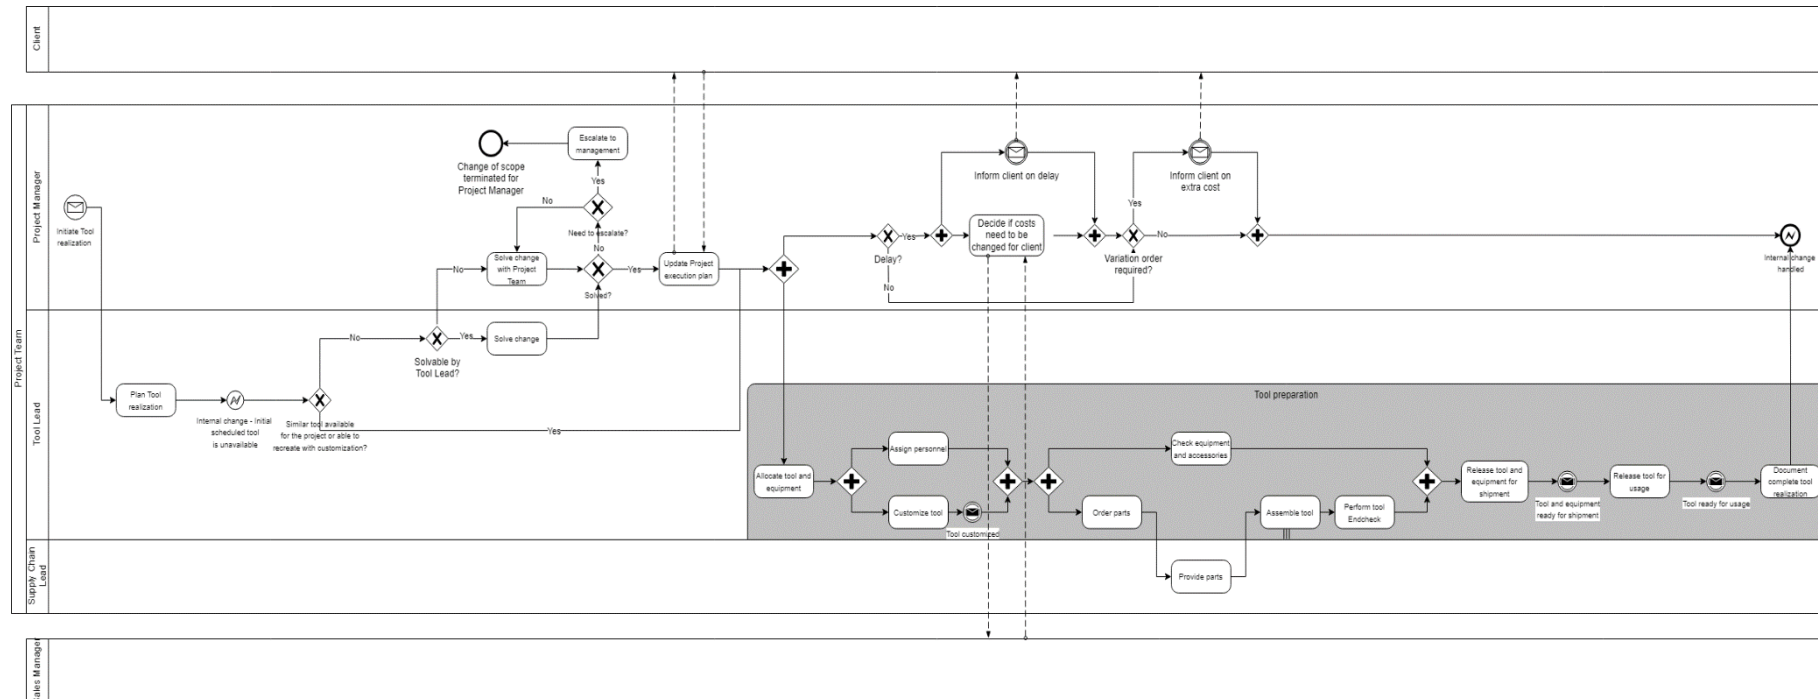 Client
Project Team
Project Manager
Initiate Tool
realization
Change of scope
terminated for
Project Manager
Escalate to
management
Yes
No
Need to escalate?
No
No
Solve change
with Project
Team
Solved?
Yes
Update Project
execution plan
Delay?
Yes
No
Inform client on delay
Decide if costs
need to be
changed for client
Variation order
required?
Yes
No
Inform client on
extra cost
Internal change
handled
Tool Lead
Plan Tool
realization
Internal change - Initial
scheduled tool
is unavailable
Similar tool available
for the project or able to
recreate with customization?
No
Yes
Solvable by
Tool Lead?
Yes
Solve change
Tool preparation
Allocate tool and
equipment
Assign personnel
Customize tool
Tool customized
Check equipment
and accessories
Order parts
Assemble tool
Perform tool
Endcheck
Release tool and
equipment for
shipment
Tool and equipment
ready for shipment
Release tool for
usage
Tool ready for usage
Document
complete tool
realization
Supply Chain
Lead
Provide parts
Sales Manager